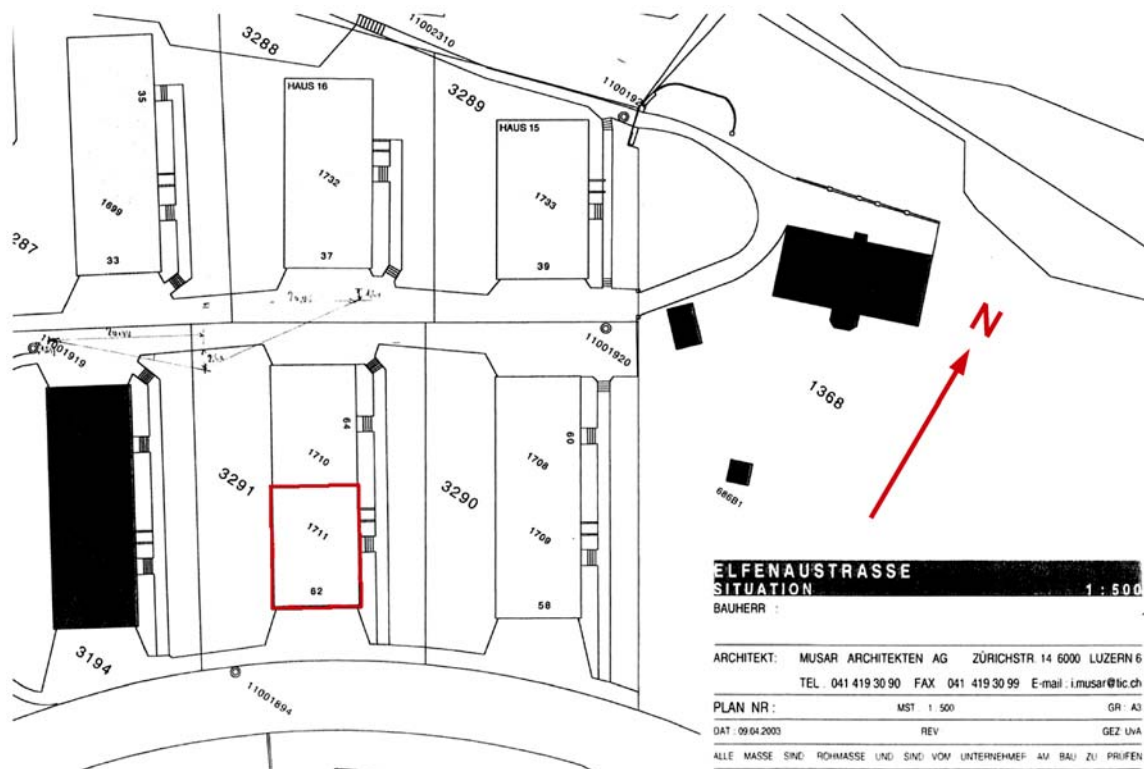 3288
11002310
35
HAUS 16
3289
1100192
HAUS 15
1699
1732
1733
287
33
37
39
11001919
11001920
N
1368
64
60
1710
1708
3291
3290
1711
1709
686B1
62
58
3194
11001894
ELFENAUSTRASSE
SITUATION 1 : 500
BAUHERR :
ARCHITEKT: MUSAR ARCHITEKTEN AG ZÜRICHSTR. 14 6000 LUZERN 6
TEL . 041 419 30 90 FAX 041 419 30 99 E-mail : i.musar@tic.ch
PLAN NR : MST . 1 : 500 GR : A3
DAT : 09.04.2003 REV GEZ: UvA
ALLE MASSE SIND ROHMASSE UND SIND VOM UNTERNEHMER AM BAU ZU PRÜFEN